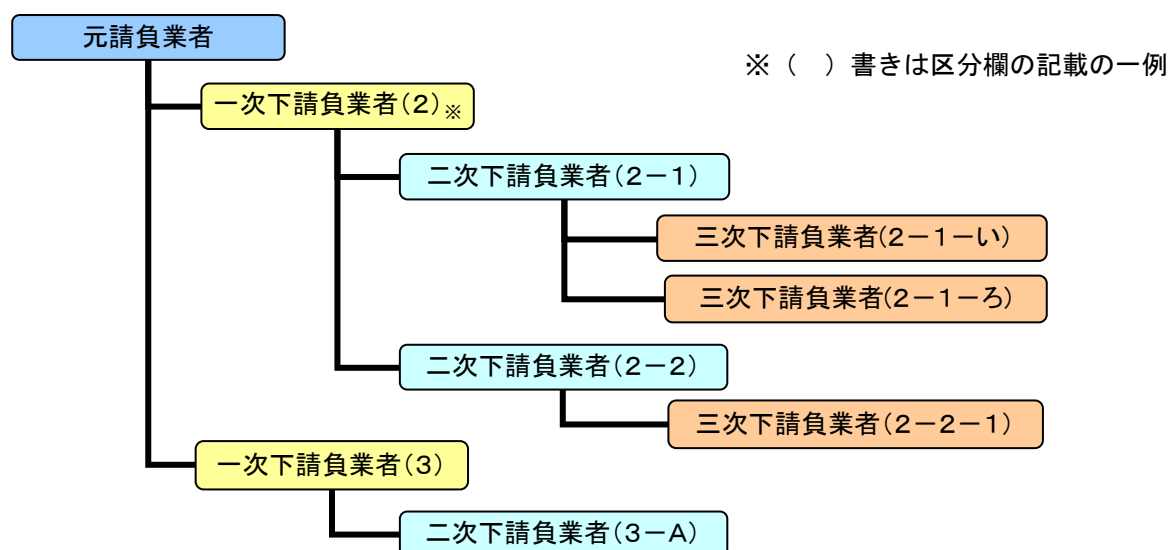 元請負業者
※（　）書きは区分欄の記載の一例
一次下請負業者（２）※
二次下請負業者（２－１）
三次下請負業者(２－１－い)
三次下請負業者(２－１－ろ)
二次下請負業者（２－２）
三次下請負業者（２－２－１）
一次下請負業者（３）
二次下請負業者（３－Ａ）